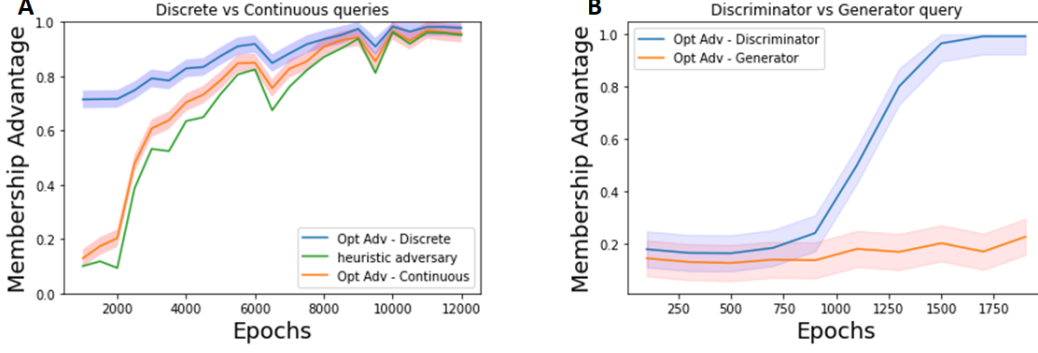 A
Discrete vs Continuous queries
Membership Advantage
1.0
0.8
0.6
0.4
0.2
0.0
Opt Adv - Discrete
heuristic adversary
Opt Adv - Continuous
2000 4000 6000 8000 10000 12000
Epochs
B
Discriminator vs Generator query
Membership Advantage
1.0
0.8
0.6
0.4
0.2
Opt Adv - Discriminator
Opt Adv - Generator
250 500 750 1000 1250 1500 1750
Epochs